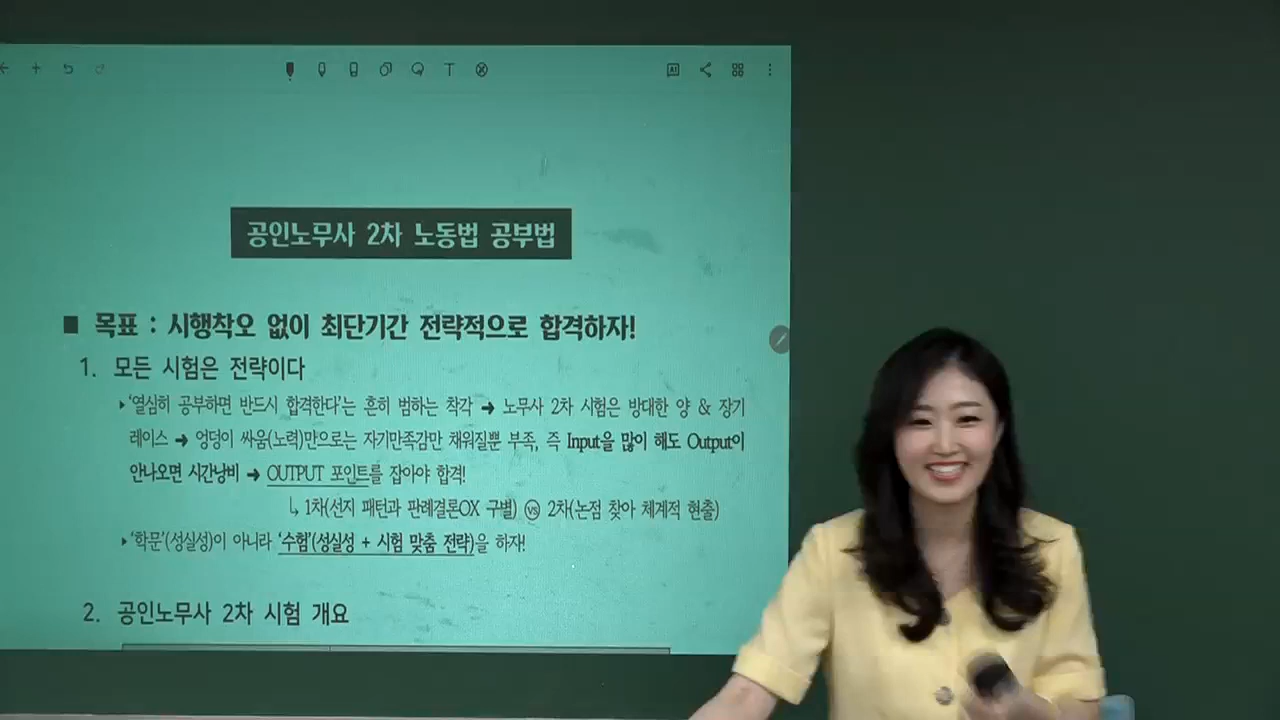 공인노무사 2차 노동법 공부법
■ 목표 : 시행착오 없이 최단기간 전략적으로 합격하자!
1. 모든 시험은 전략이다
▸'열심히 공부하면 반드시 합격한다'는 흔히 범하는 착각 ➔ 노무사 2차 시험은 방대한 양 & 장기
레이스 ➔ 엉덩이 싸움(노력)만으로는 자기만족감만 채워질뿐 부족, 즉 Input을 많이 해도 Output이
안나오면 시간낭비 ➔ OUTPUT 포인트를 잡아야 합격!
↳ 1차(선지 패턴과 판례결론OX 구별) vs 2차(논점 찾아 체계적 현출)
▸'학문'(성실성)이 아니라 '수험'(성실성 + 시험 맞춤 전략)을 하자!
2. 공인노무사 2차 시험 개요